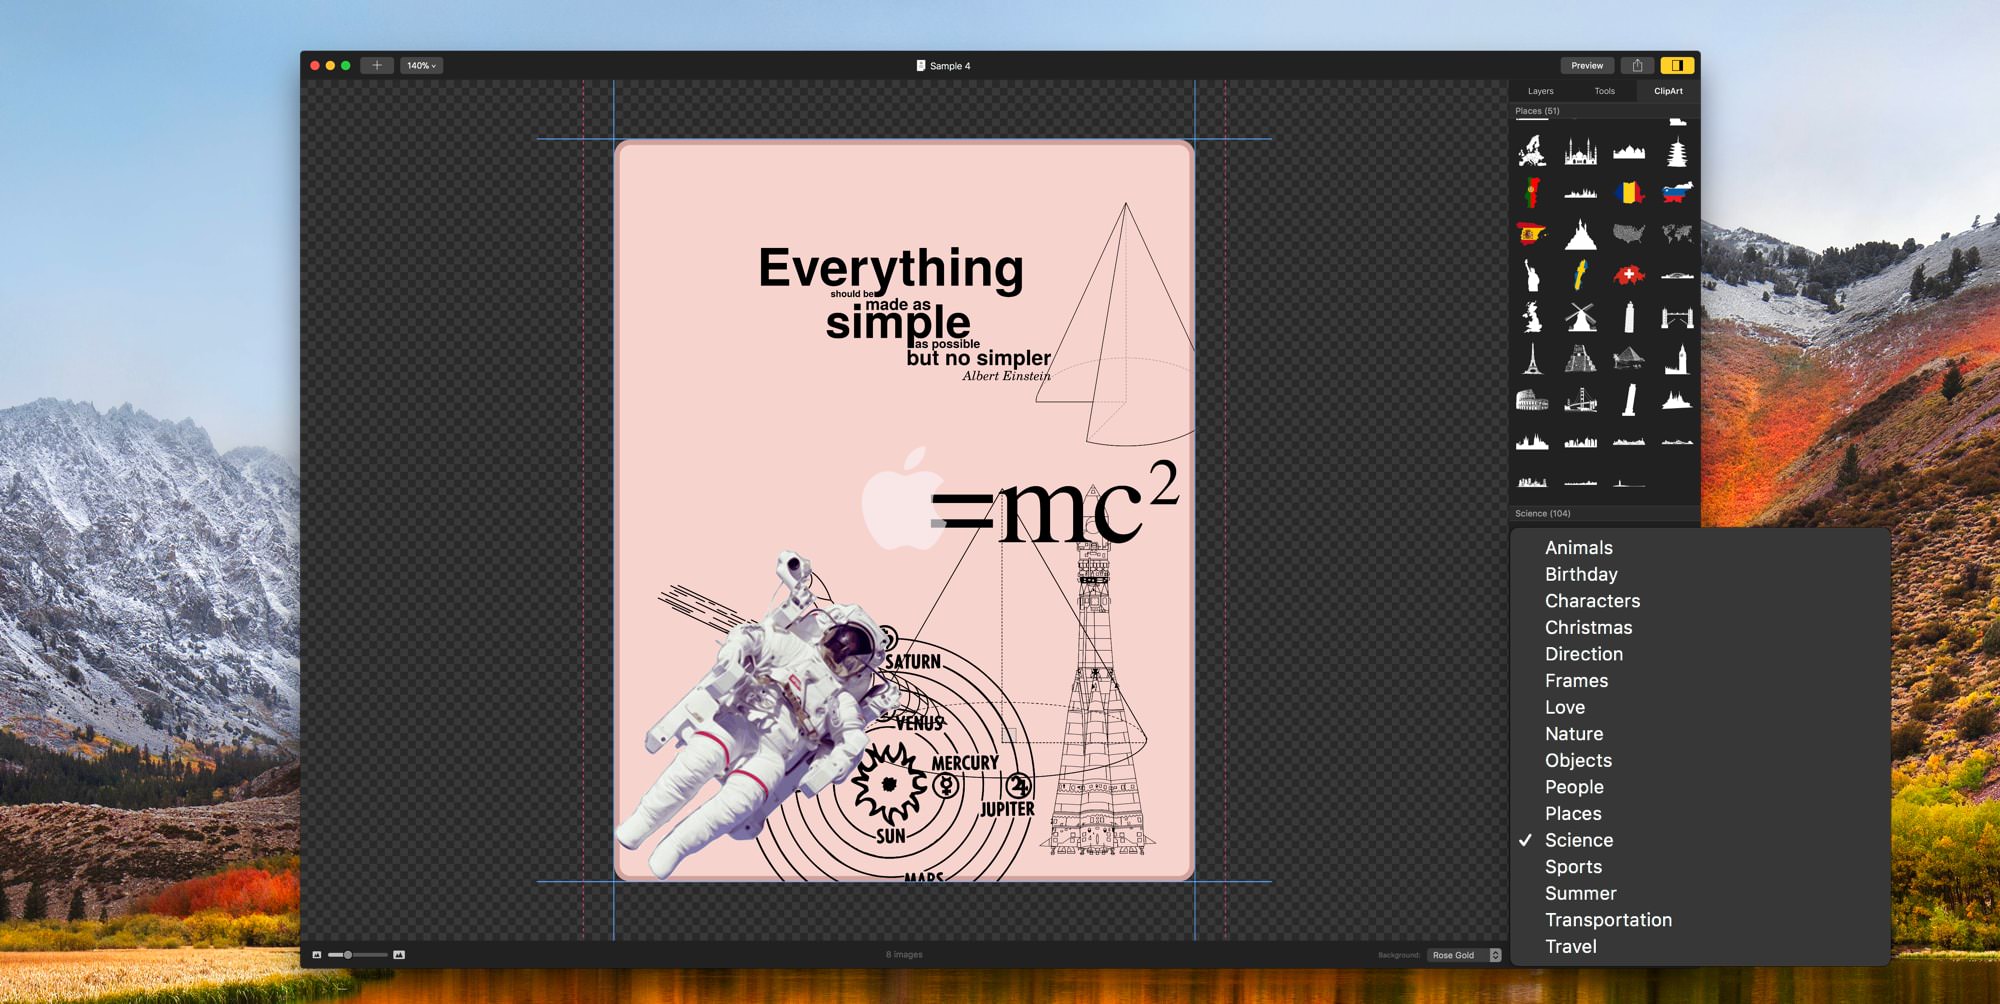 140%
Sample 4
Preview
Layers
Tools
ClipArt
Places (51)
Everything
should be
made as
simple
as possible
but no simpler
Albert Einstein
=mc²
SATURN
VENUS
MERCURY
JUPITER
SUN
MARS
Science (104)
Animals
Birthday
Characters
Christmas
Direction
Frames
Love
Nature
Objects
People
Places
✓ Science
Sports
Summer
Transportation
Travel
8 images
Background:
Rose Gold